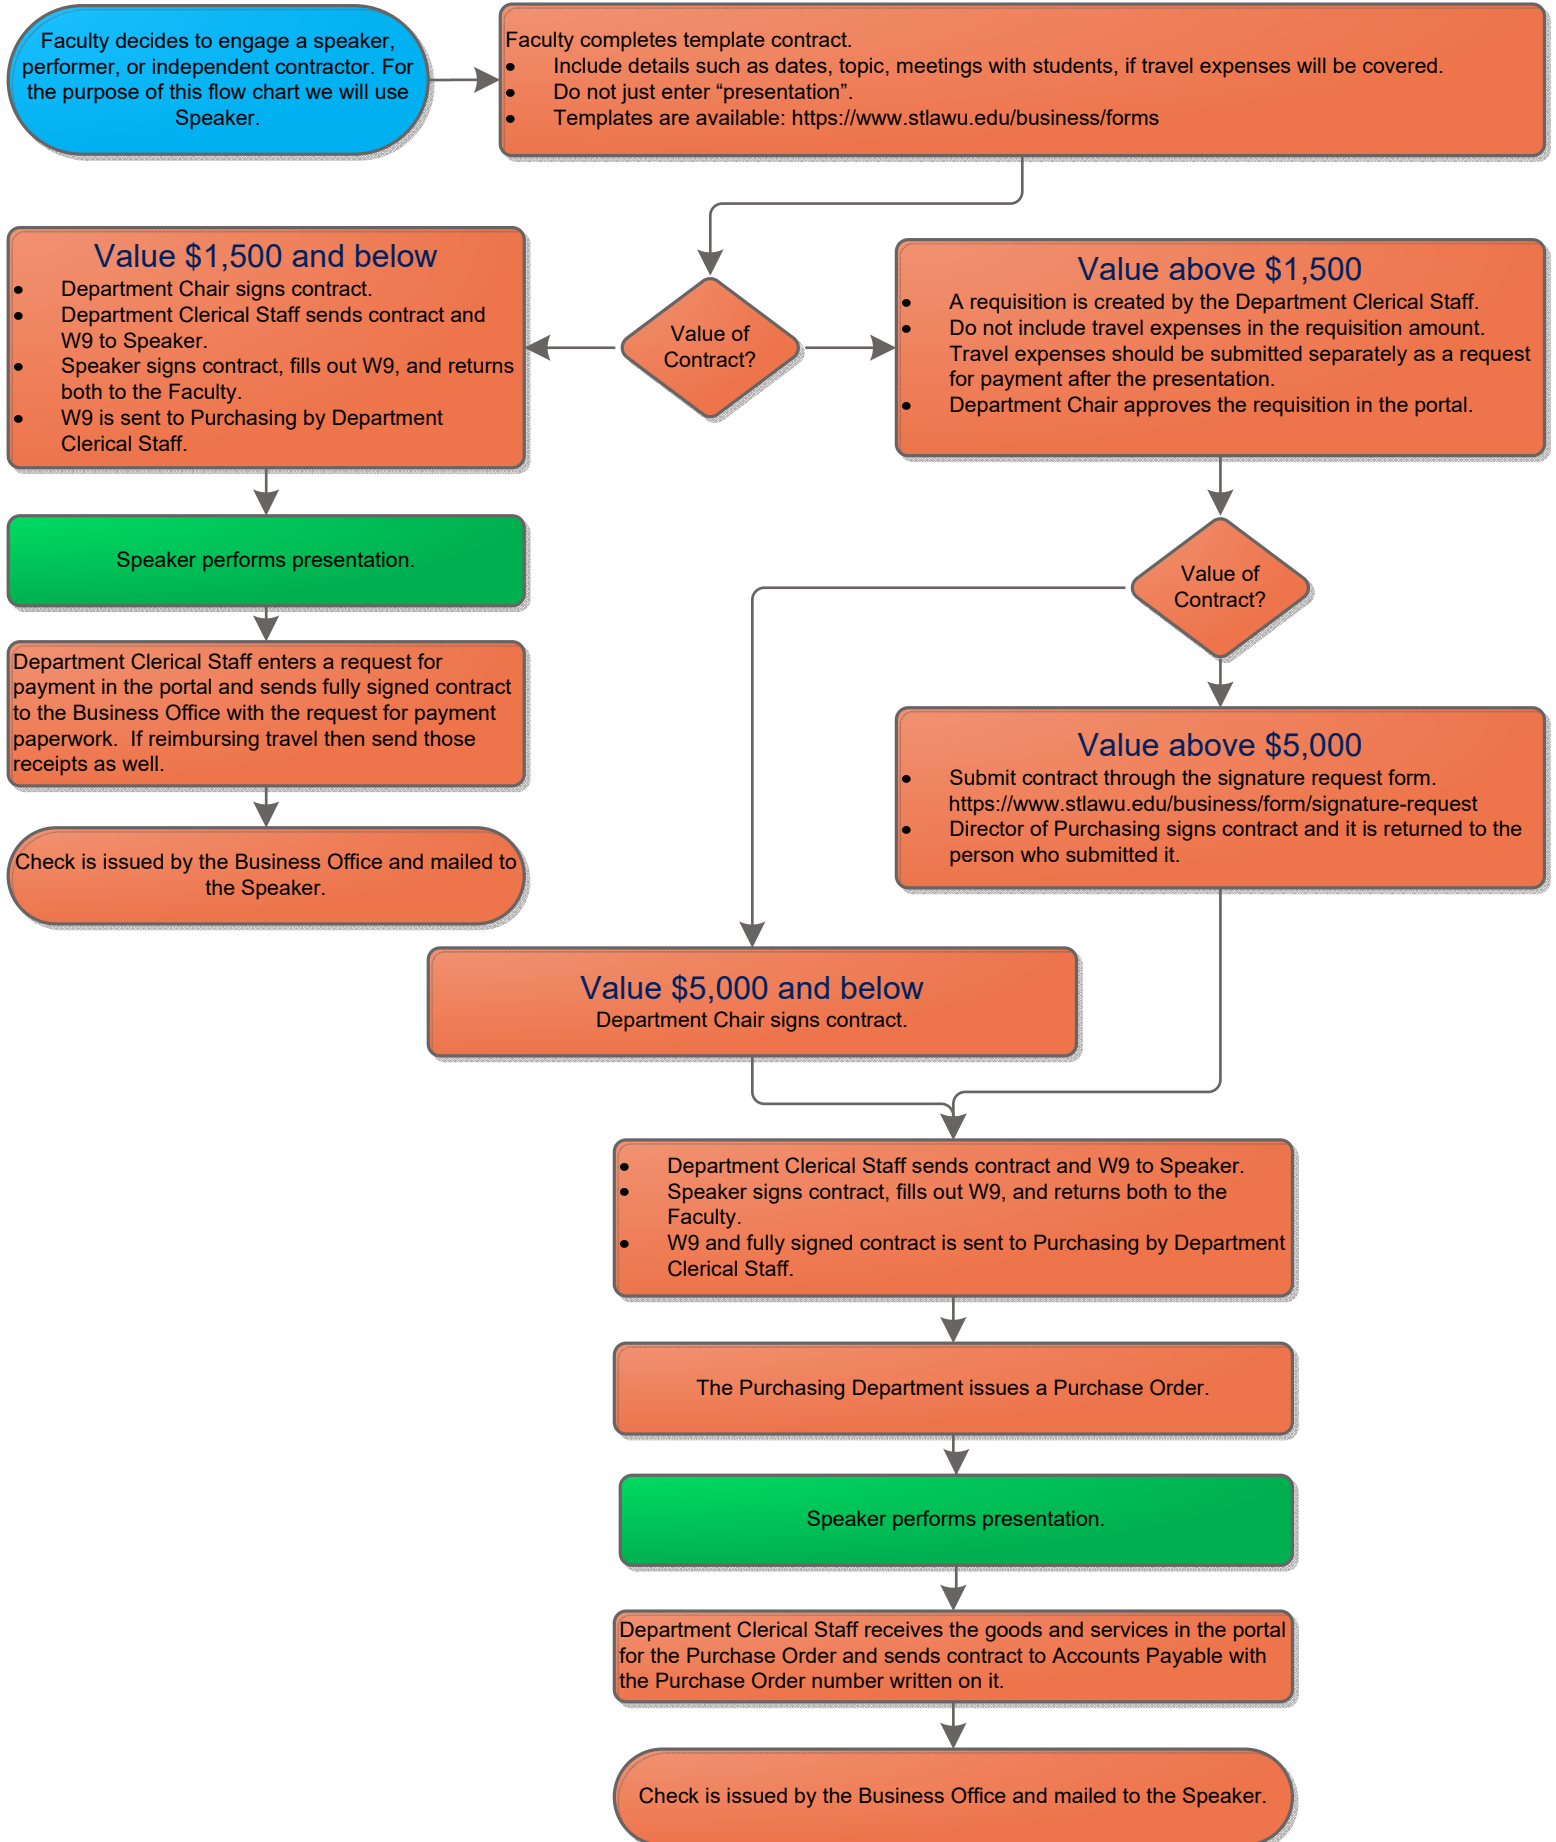 Faculty decides to engage a speaker,
performer, or independent contractor. For
the purpose of this flow chart we will use
Speaker.
Faculty completes template contract.
● Include details such as dates, topic, meetings with students, if travel expenses will be covered.
● Do not just enter “presentation”.
● Templates are available: https://www.stlawu.edu/business/forms
Value of
Contract?
Value $1,500 and below
● Department Chair signs contract.
● Department Clerical Staff sends contract and
W9 to Speaker.
● Speaker signs contract, fills out W9, and returns
both to the Faculty.
● W9 is sent to Purchasing by Department
Clerical Staff.
Speaker performs presentation.
Department Clerical Staff enters a request for
payment in the portal and sends fully signed contract
to the Business Office with the request for payment
paperwork.  If reimbursing travel then send those
receipts as well.
Check is issued by the Business Office and mailed to
the Speaker.
Value above $1,500
● A requisition is created by the Department Clerical Staff.
● Do not include travel expenses in the requisition amount.
Travel expenses should be submitted separately as a request
for payment after the presentation.
● Department Chair approves the requisition in the portal.
Value of
Contract?
Value above $5,000
● Submit contract through the signature request form.
https://www.stlawu.edu/business/form/signature-request
● Director of Purchasing signs contract and it is returned to the
person who submitted it.
Value $5,000 and below
Department Chair signs contract.
● Department Clerical Staff sends contract and W9 to Speaker.
● Speaker signs contract, fills out W9, and returns both to the
Faculty.
● W9 and fully signed contract is sent to Purchasing by Department
Clerical Staff.
The Purchasing Department issues a Purchase Order.
Speaker performs presentation.
Department Clerical Staff receives the goods and services in the portal
for the Purchase Order and sends contract to Accounts Payable with
the Purchase Order number written on it.
Check is issued by the Business Office and mailed to the Speaker.